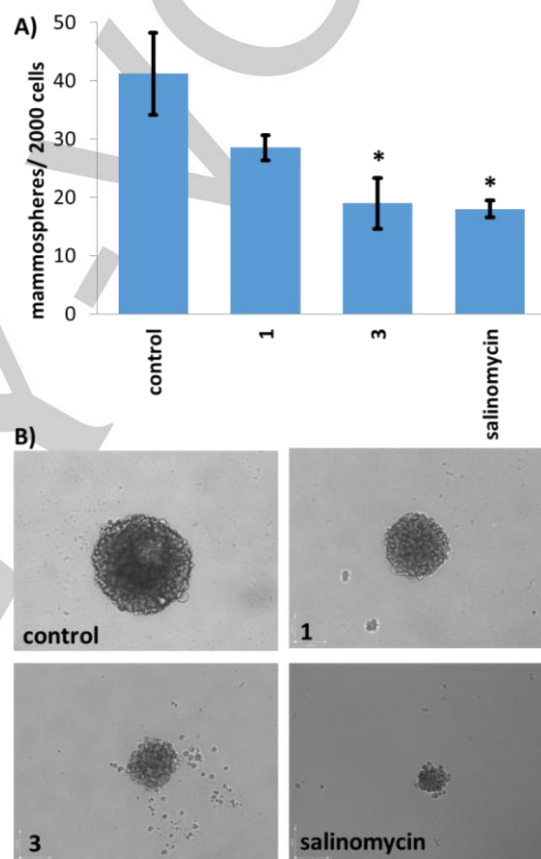 A)
mammospheres/ 2000 cells
50
40
30
20
10
0
*
*
control
1
3
salinomycin
B)
control
1
3
salinomycin